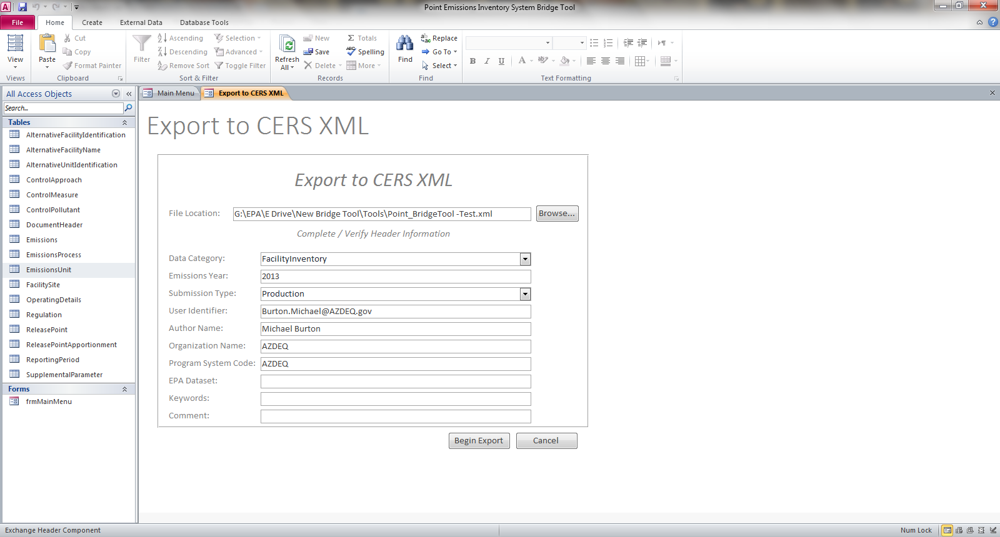 Point Emissions Inventory System Bridge Tool
File Home Create External Data Database Tools
View
Views
Paste
Cut
Copy
Format Painter
Clipboard
Filter
Ascending
Descending
Remove Sort
Selection
Advanced
Toggle Filter
Sort & Filter
Refresh All
New
Save
Delete
Totals
Spelling
More
Records
Find
Replace
Go To
Select
Find
B I U A ab
Text Formatting
All Access Objects
Search...
Tables
AlternativeFacilityIdentification
AlternativeFacilityName
AlternativeUnitIdentification
ControlApproach
ControlMeasure
ControlPollutant
DocumentHeader
Emissions
EmissionsProcess
EmissionsUnit
FacilitySite
OperatingDetails
Regulation
ReleasePoint
ReleasePointApportionment
ReportingPeriod
SupplementalParameter
Forms
frmMainMenu
Main Menu Export to CERS XML
Export to CERS XML
Export to CERS XML
File Location: G:\EPA\E Drive\New Bridge Tool\Tools\Point_BridgeTool -Test.xml Browse...
Complete / Verify Header Information
Data Category: FacilityInventory
Emissions Year: 2013
Submission Type: Production
User Identifier: Burton.Michael@AZDEQ.gov
Author Name: Michael Burton
Organization Name: AZDEQ
Program System Code: AZDEQ
EPA Dataset:
Keywords:
Comment:
Begin Export Cancel
Exchange Header Component Num Lock